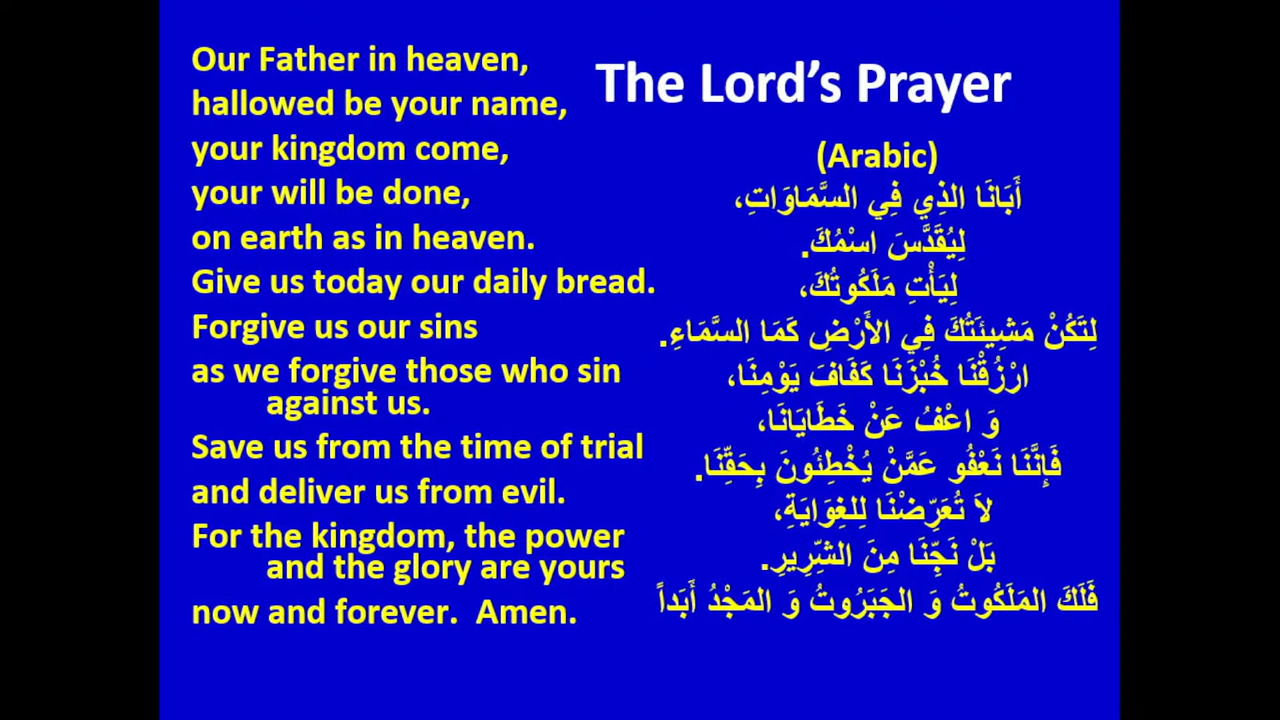 Our Father in heaven,
hallowed be your name,
your kingdom come,
your will be done,
on earth as in heaven.
Give us today our daily bread.
Forgive us our sins
as we forgive those who sin
against us.
Save us from the time of trial
and deliver us from evil.
For the kingdom, the power
and the glory are yours
now and forever.  Amen.
The Lord’s Prayer
(Arabic)
أَبَانَا الذِي فِي السَّمَاوَاتِ،
لِيُقَدَّسَ اسْمُكَ.
لِيَأْتِ مَلَكُوتُكَ،
لِتَكُنْ مَشِيئَتُكَ فِي الأَرْضِ كَمَا السَّمَاءِ.
ارْزُقْنَا خُبْزَنَا كَفَافَ يَوْمِنَا،
وَ اعْفُ عَنْ خَطَايَانَا،
فَإِنَّنَا نَعْفُو عَمَّنْ يُخْطِئُونَ بِحَقِّنَا.
لاَ تُعَرِّضْنَا لِلغِوَايَةِ،
بَلْ نَجِّنَا مِنَ الشِّرِّيرِ.
فَلَكَ المَلَكُوتُ وَ الجَبَرُوتُ وَ المَجْدُ أَبَداً